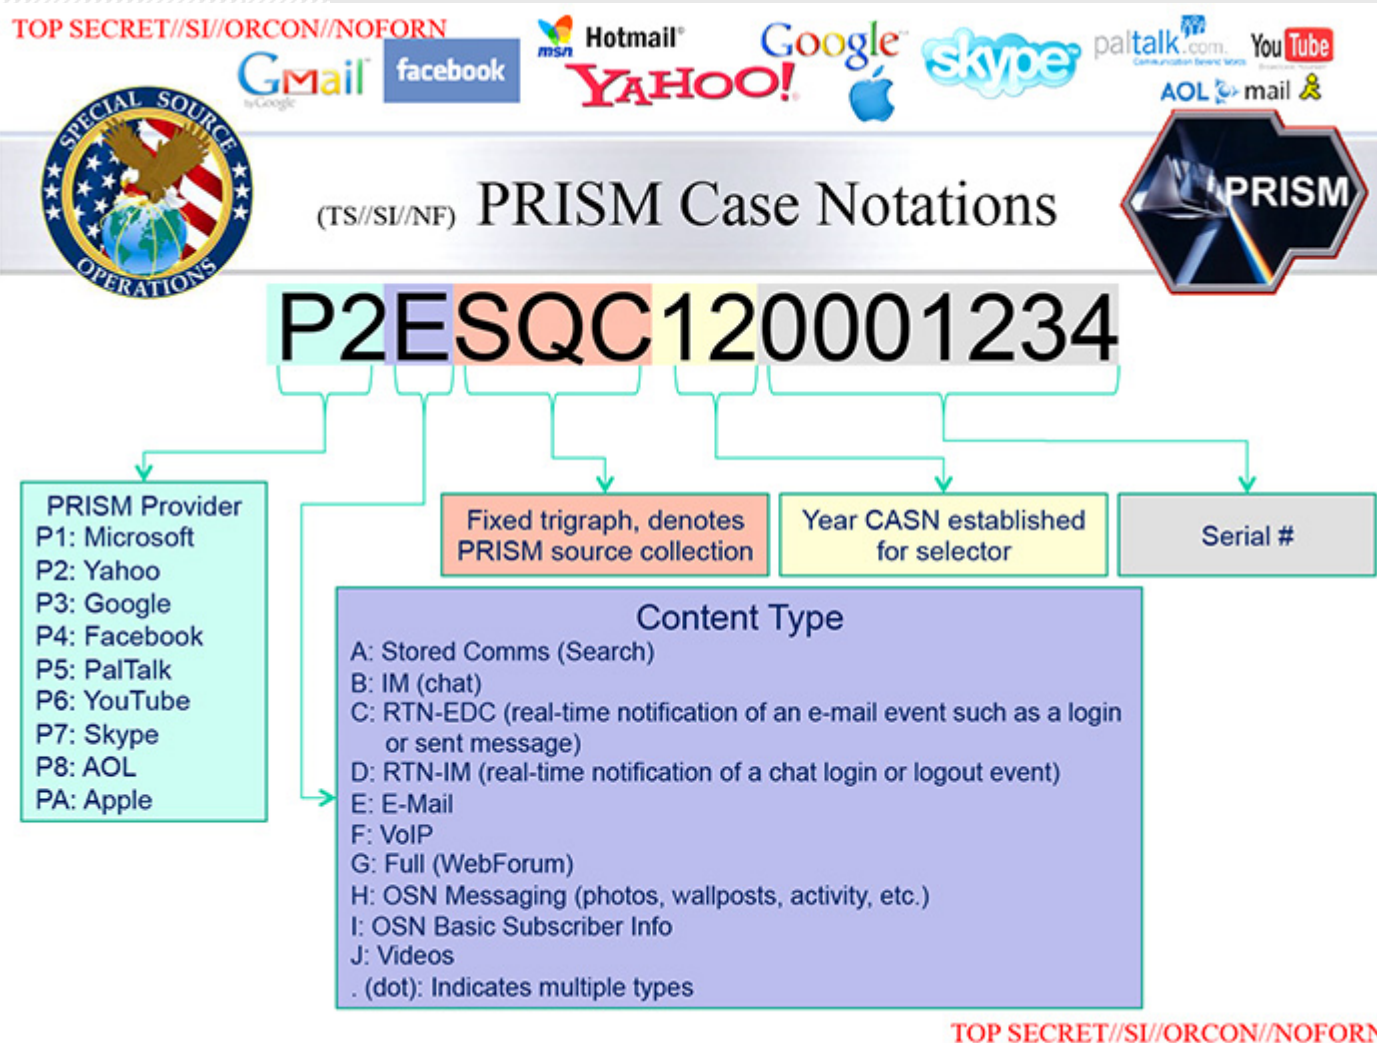 TOP SECRET//SI//ORCON//NOFORN
GMail
by Google
facebook
msn
Hotmail
YAHOO!
Google
skype
paltalk.com
Communication Beyond Words
YouTube
AOL mail
SPECIAL SOURCE
OPERATIONS
(TS//SI//NF) PRISM Case Notations
PRISM
P2ESQC120001234
PRISM Provider
P1: Microsoft
P2: Yahoo
P3: Google
P4: Facebook
P5: PalTalk
P6: YouTube
P7: Skype
P8: AOL
PA: Apple
Fixed trigraph, denotes
PRISM source collection
Year CASN established
for selector
Serial #
Content Type
A: Stored Comms (Search)
B: IM (chat)
C: RTN-EDC (real-time notification of an e-mail event such as a login
or sent message)
D: RTN-IM (real-time notification of a chat login or logout event)
E: E-Mail
F: VoIP
G: Full (WebForum)
H: OSN Messaging (photos, wallposts, activity, etc.)
I: OSN Basic Subscriber Info
J: Videos
. (dot): Indicates multiple types
TOP SECRET//SI//ORCON//NOFORN